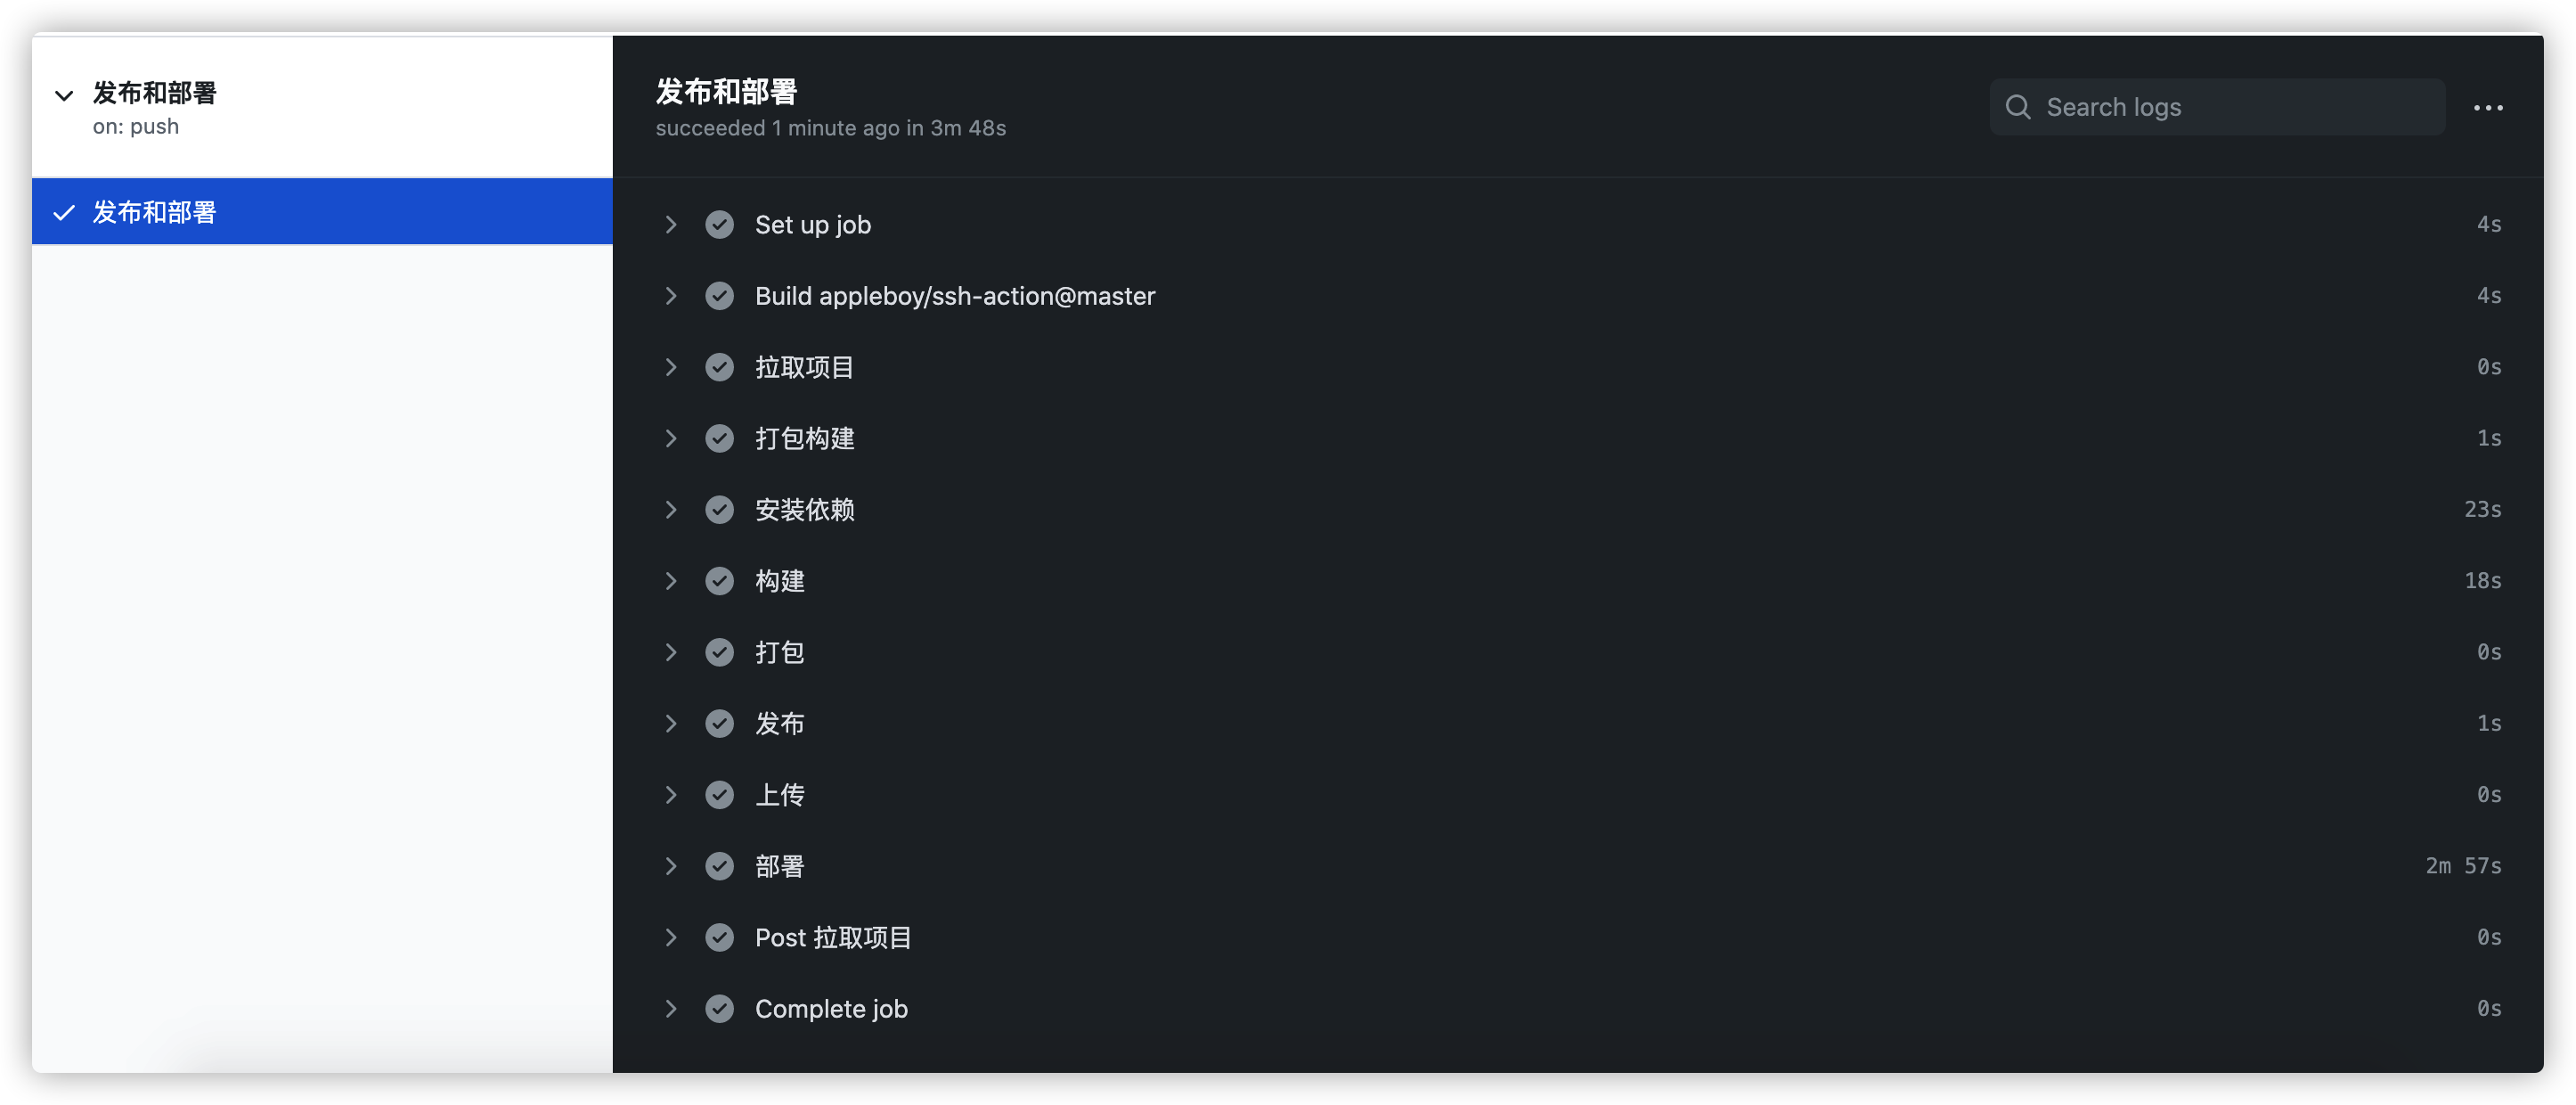 发布和部署
on: push
发布和部署
发布和部署
succeeded 1 minute ago in 3m 48s
Search logs
Set up job 4s
Build appleboy/ssh-action@master 4s
拉取项目 0s
打包构建 1s
安装依赖 23s
构建 18s
打包 0s
发布 1s
上传 0s
部署 2m 57s
Post 拉取项目 0s
Complete job 0s